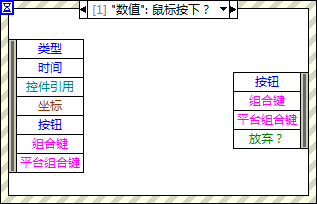 [1] "数值": 鼠标按下？
类型
时间
控件引用
坐标
按钮
组合键
平台组合键
按钮
组合键
平台组合键
放弃？